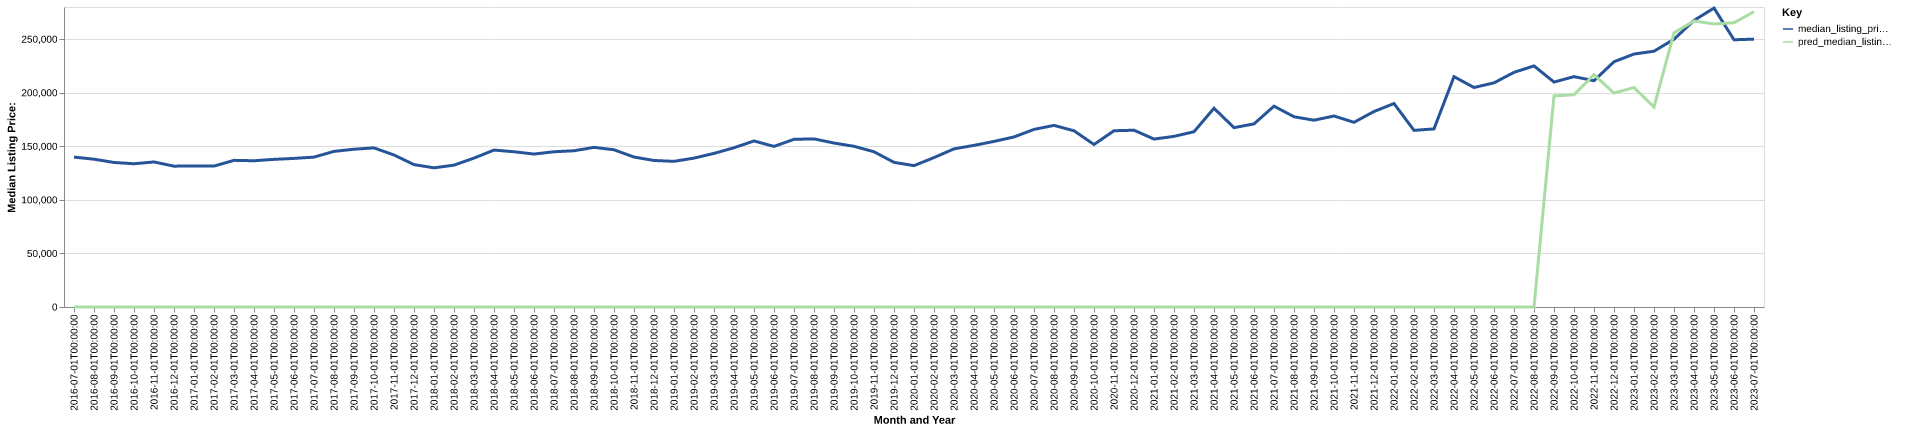 Key
median_listing_pri…
pred_median_listin…
Median Listing Price:
250,000
200,000
150,000
100,000
50,000
0
2016-07-01T00:00:00
2016-08-01T00:00:00
2016-09-01T00:00:00
2016-10-01T00:00:00
2016-11-01T00:00:00
2016-12-01T00:00:00
2017-01-01T00:00:00
2017-02-01T00:00:00
2017-03-01T00:00:00
2017-04-01T00:00:00
2017-05-01T00:00:00
2017-06-01T00:00:00
2017-07-01T00:00:00
2017-08-01T00:00:00
2017-09-01T00:00:00
2017-10-01T00:00:00
2017-11-01T00:00:00
2017-12-01T00:00:00
2018-01-01T00:00:00
2018-02-01T00:00:00
2018-03-01T00:00:00
2018-04-01T00:00:00
2018-05-01T00:00:00
2018-06-01T00:00:00
2018-07-01T00:00:00
2018-08-01T00:00:00
2018-09-01T00:00:00
2018-10-01T00:00:00
2018-11-01T00:00:00
2018-12-01T00:00:00
2019-01-01T00:00:00
2019-02-01T00:00:00
2019-03-01T00:00:00
2019-04-01T00:00:00
2019-05-01T00:00:00
2019-06-01T00:00:00
2019-07-01T00:00:00
2019-08-01T00:00:00
2019-09-01T00:00:00
2019-10-01T00:00:00
2019-11-01T00:00:00
2019-12-01T00:00:00
2020-01-01T00:00:00
2020-02-01T00:00:00
2020-03-01T00:00:00
2020-04-01T00:00:00
2020-05-01T00:00:00
2020-06-01T00:00:00
2020-07-01T00:00:00
2020-08-01T00:00:00
2020-09-01T00:00:00
2020-10-01T00:00:00
2020-11-01T00:00:00
2020-12-01T00:00:00
2021-01-01T00:00:00
2021-02-01T00:00:00
2021-03-01T00:00:00
2021-04-01T00:00:00
2021-05-01T00:00:00
2021-06-01T00:00:00
2021-07-01T00:00:00
2021-08-01T00:00:00
2021-09-01T00:00:00
2021-10-01T00:00:00
2021-11-01T00:00:00
2021-12-01T00:00:00
2022-01-01T00:00:00
2022-02-01T00:00:00
2022-03-01T00:00:00
2022-04-01T00:00:00
2022-05-01T00:00:00
2022-06-01T00:00:00
2022-07-01T00:00:00
2022-08-01T00:00:00
2022-09-01T00:00:00
2022-10-01T00:00:00
2022-11-01T00:00:00
2022-12-01T00:00:00
2023-01-01T00:00:00
2023-02-01T00:00:00
2023-03-01T00:00:00
2023-04-01T00:00:00
2023-05-01T00:00:00
2023-06-01T00:00:00
2023-07-01T00:00:00
Month and Year